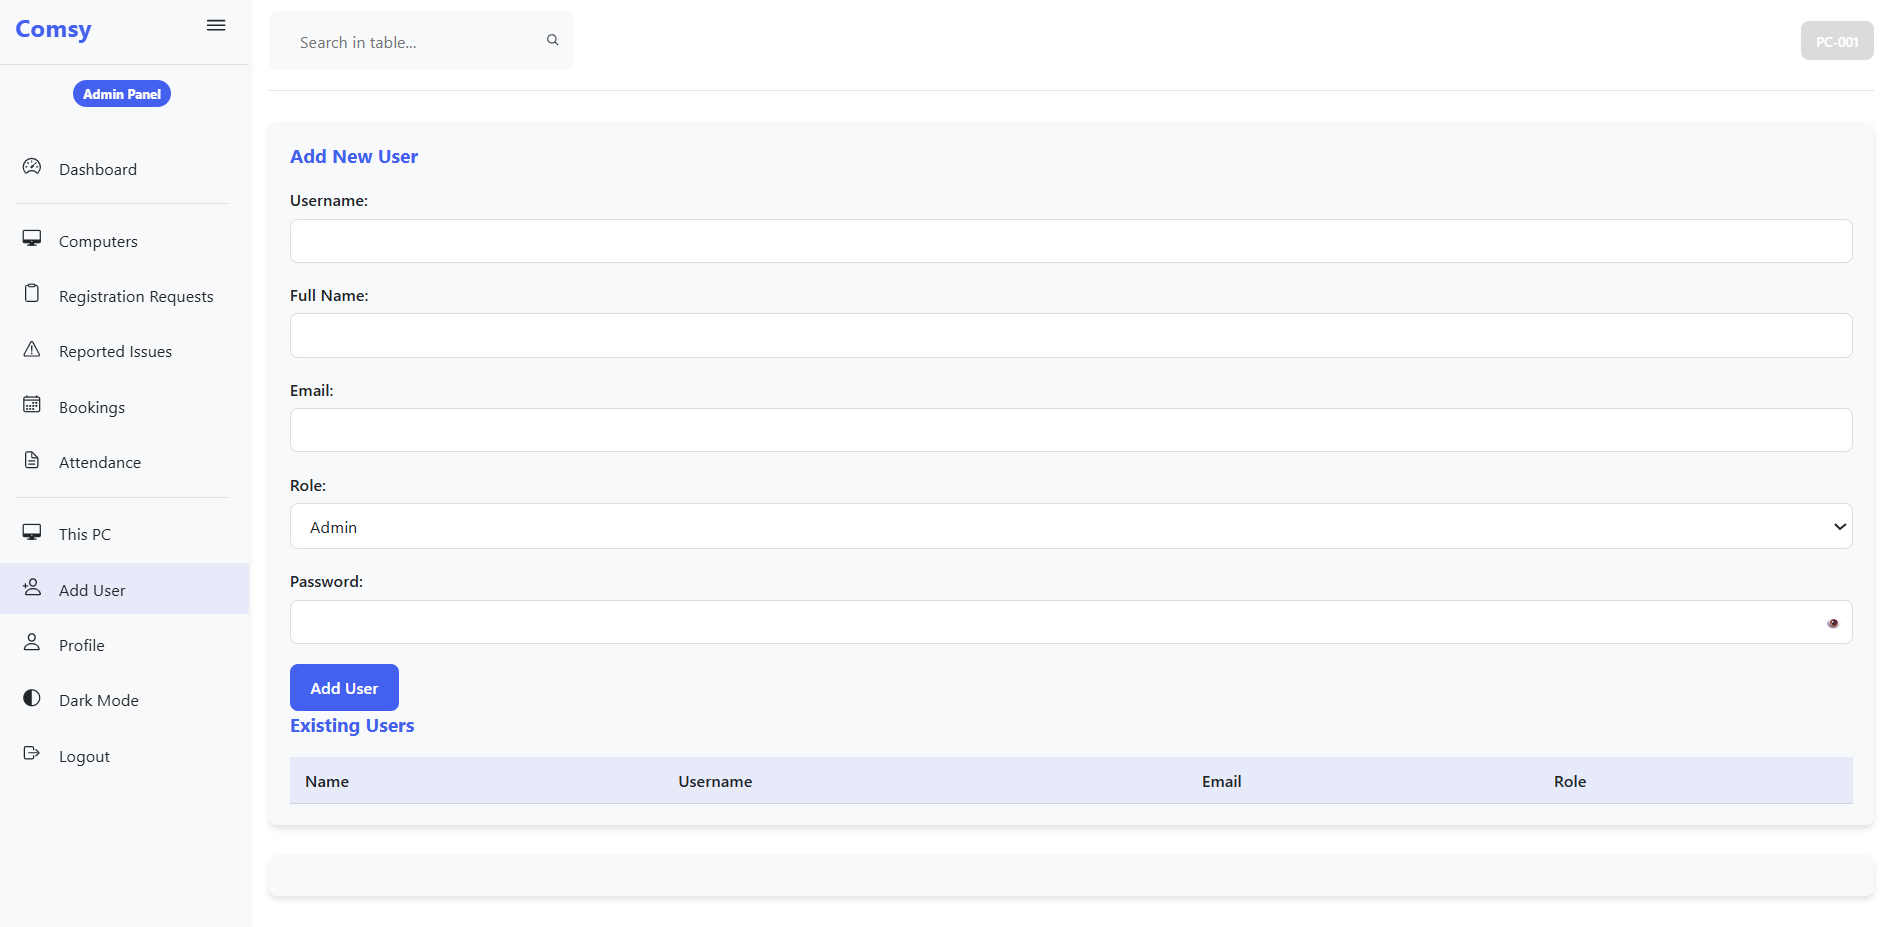 Comsy
Admin Panel
Dashboard
Computers
Registration Requests
Reported Issues
Bookings
Attendance
This PC
Add User
Profile
Dark Mode
Logout
Search in table...
PC-001
Add New User
Username:
Full Name:
Email:
Role:
Admin
Password:
Add User
Existing Users
Name Username Email Role